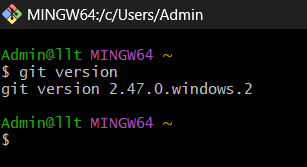 MINGW64:/c/Users/Admin
Admin@llt MINGW64 ~
$ git version
git version 2.47.0.windows.2
Admin@llt MINGW64 ~
$